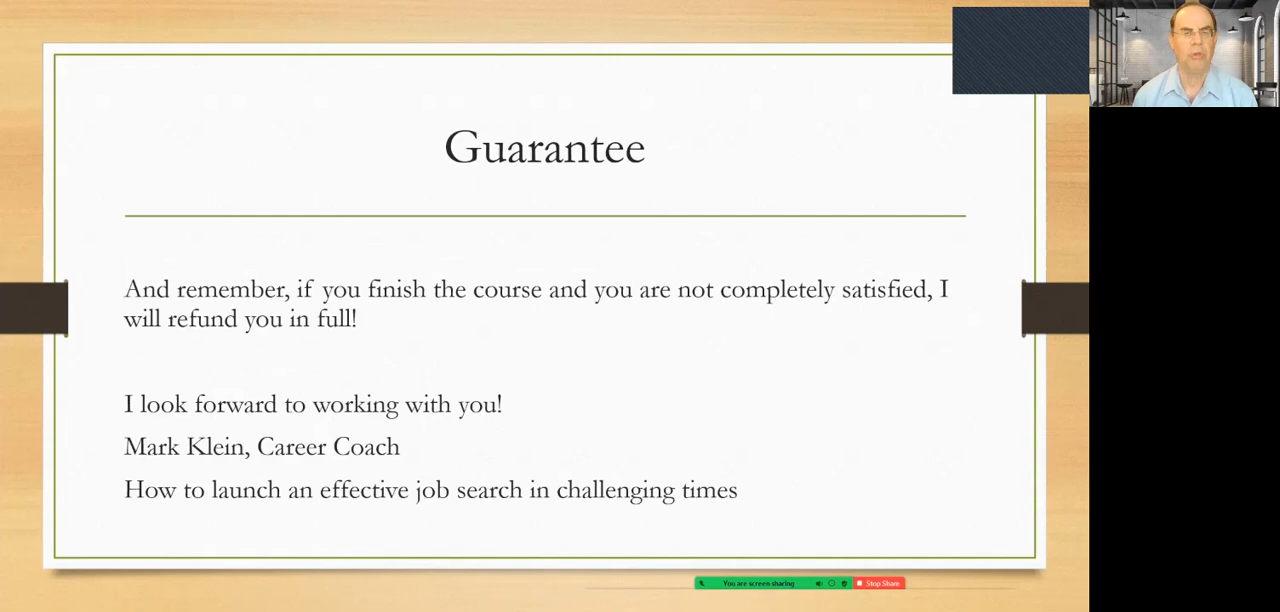 Guarantee
And remember, if you finish the course and you are not completely satisfied, I
will refund you in full!
I look forward to working with you!
Mark Klein, Career Coach
How to launch an effective job search in challenging times
You are screen sharing
Stop Share